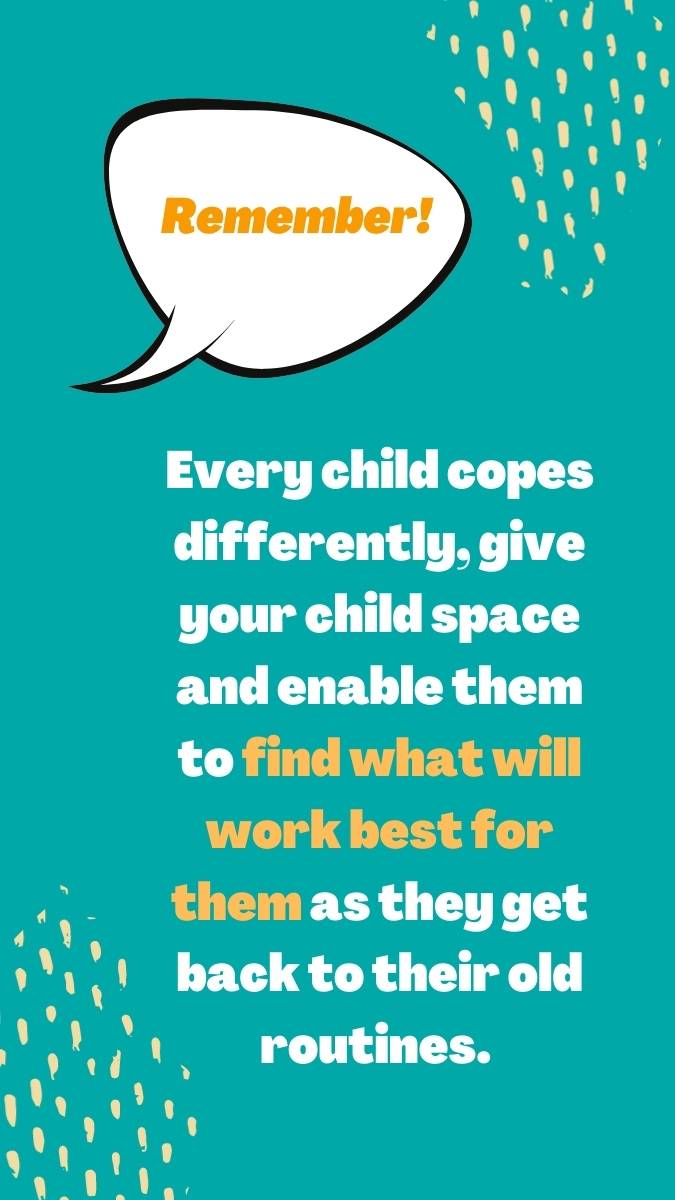 Remember!
Every child copes
differently, give
your child space
and enable them
to find what will
work best for
them as they get
back to their old
routines.